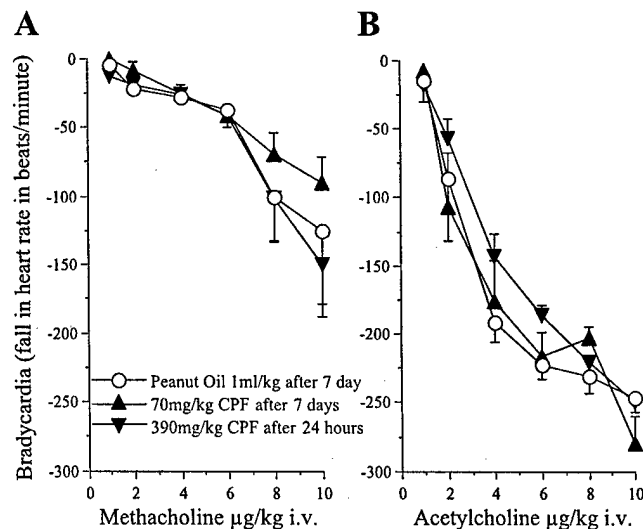 A
B
Bradycardia (fall in heart rate in beats/minute)
0
-50
-100
-150
-200
-250
-300
0 2 4 6 8 10
Methacholine µg/kg i.v.
Peanut Oil 1ml/kg after 7 day
70mg/kg CPF after 7 days
390mg/kg CPF after 24 hours
0
-50
-100
-150
-200
-250
-300
0 2 4 6 8 10
Acetylcholine µg/kg i.v.